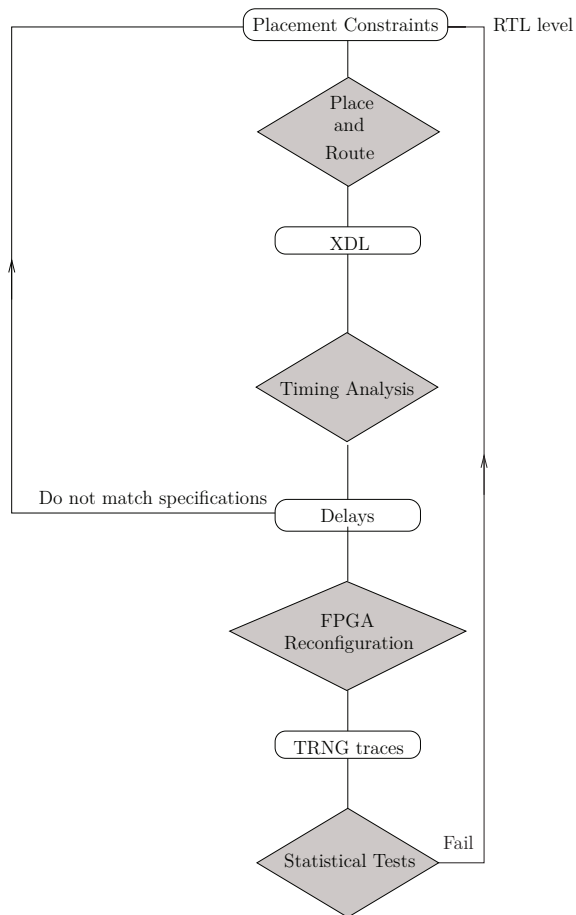 Placement Constraints
RTL level
Place
and
Route
XDL
Timing Analysis
Do not match specifications
Delays
FPGA
Reconfiguration
TRNG traces
Fail
Statistical Tests